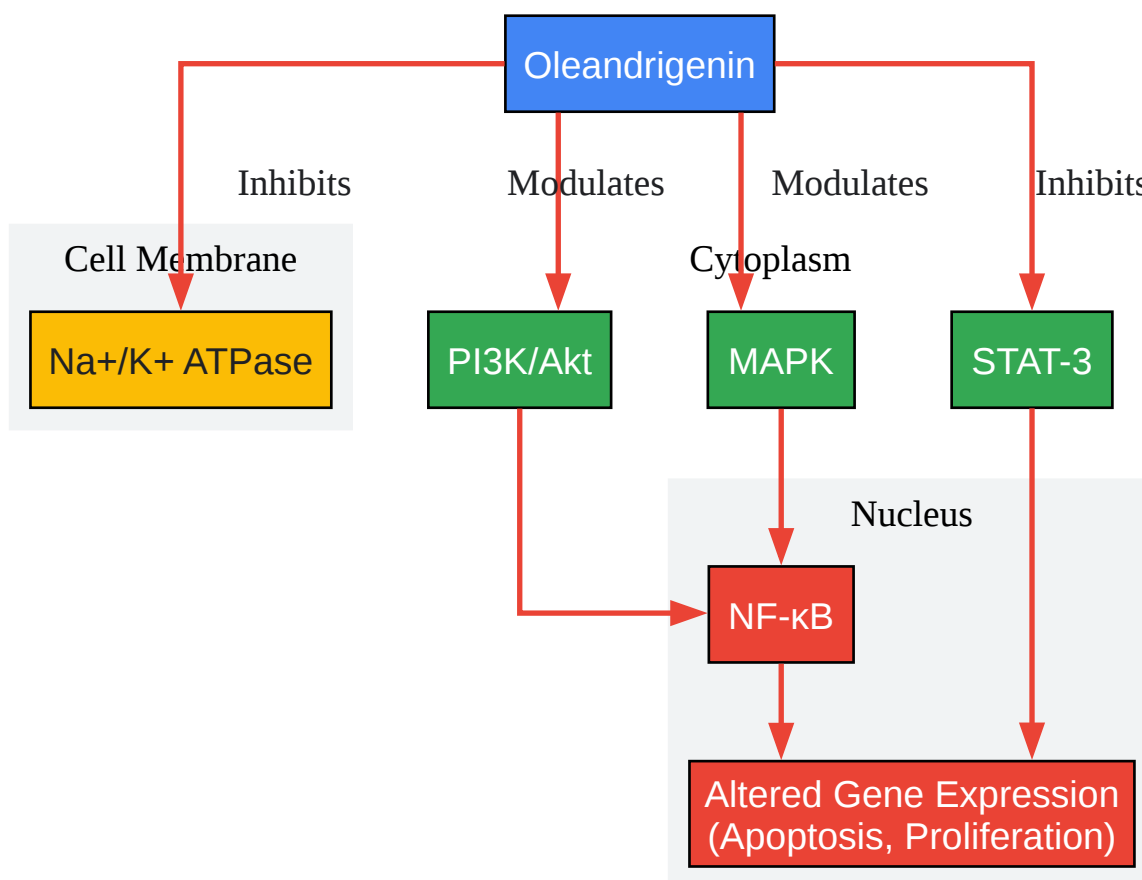 Oleandrigenin
Inhibits
Modulates
Modulates
Inhibits
Cell Membrane
Cytoplasm
Na+/K+ ATPase
PI3K/Akt
MAPK
STAT-3
Nucleus
NF-κB
Altered Gene Expression
(Apoptosis, Proliferation)